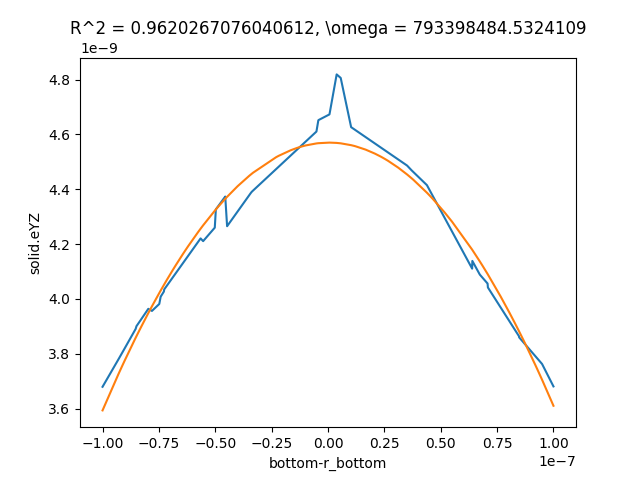 R^2 = 0.9620267076040612, \omega = 793398484.5324109
1e−9
4.8
4.6
4.4
4.2
4.0
3.8
3.6
solid.eYZ
−1.00 −0.75 −0.50 −0.25 0.00 0.25 0.50 0.75 1.00
bottom-r_bottom
1e−7